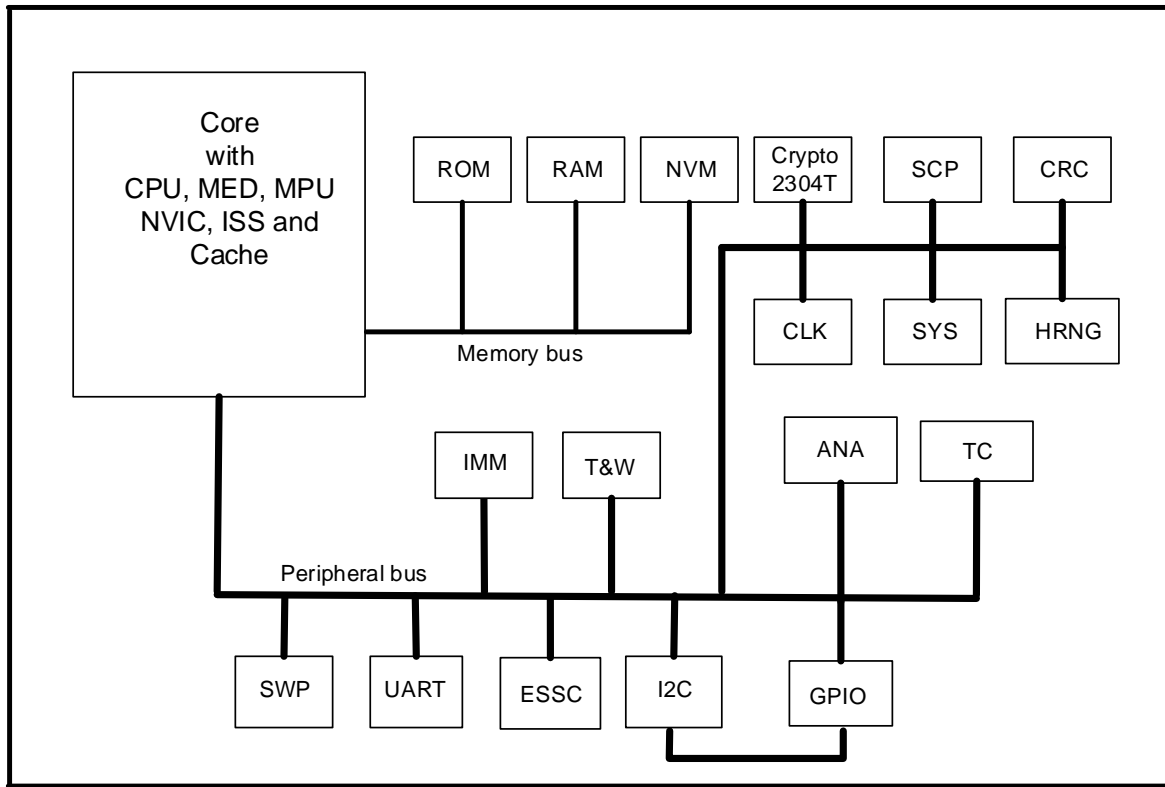 Core
with
CPU, MED, MPU
NVIC, ISS and
Cache
ROM
RAM
NVM
Crypto
2304T
SCP
CRC
CLK
SYS
HRNG
Memory bus
IMM
T&W
ANA
TC
Peripheral bus
SWP
UART
ESSC
I2C
GPIO